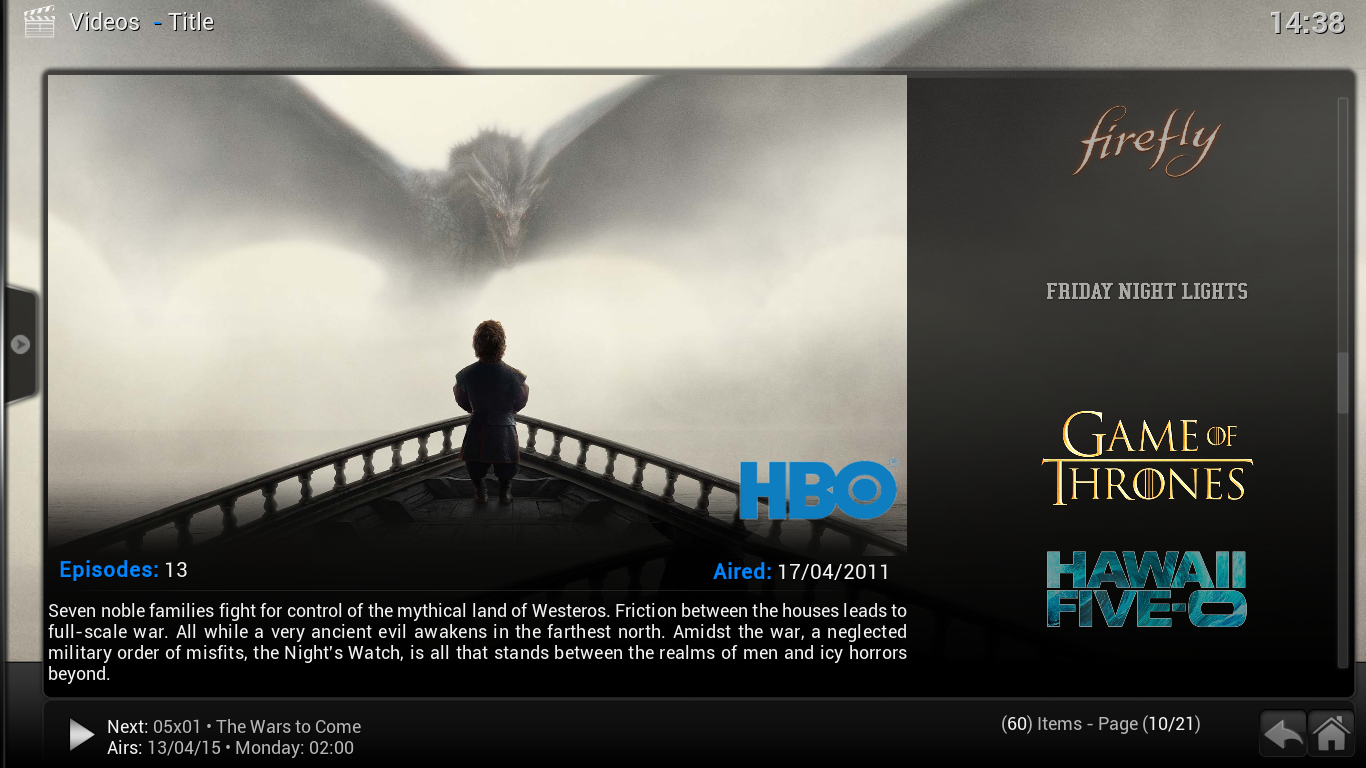 Videos - Title
14:38
firefly
FRIDAY NIGHT LIGHTS
GAME OF
THRONES
HAWAII
FIVE-O
HBO®
Episodes: 13
Aired: 17/04/2011
Seven noble families fight for control of the mythical land of Westeros. Friction between the houses leads to
full-scale war. All while a very ancient evil awakens in the farthest north. Amidst the war, a neglected
military order of misfits, the Night's Watch, is all that stands between the realms of men and icy horrors
beyond.
Next: 05x01 • The Wars to Come
Airs: 13/04/15 • Monday: 02:00
(60) Items - Page (10/21)